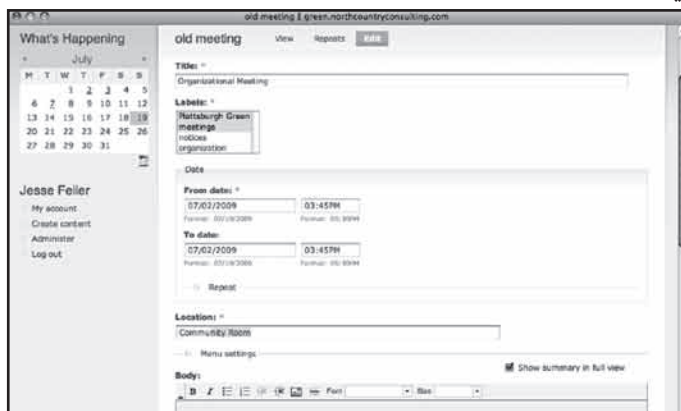 old meeting | green.northcountryconsulting.com
What's Happening
« July »
M T W T F S S
1 2 3 4 5
6 7 8 9 10 11 12
13 14 15 16 17 18 19
20 21 22 23 24 25 26
27 28 29 30 31
Jesse Feiler
My account
Create content
Administer
Log out
old meeting View Repeats Edit
Title: *
Organizational Meeting
Labels: *
Plattsburgh Green
meetings
notices
organization
Date
From date: *
07/02/2009 03:45PM
Format: Format:
To date:
07/02/2009 03:45PM
Format: Format:
Repeat
Location: *
Community Room
Menu settings
Show summary in full view
Body:
B I Font Size